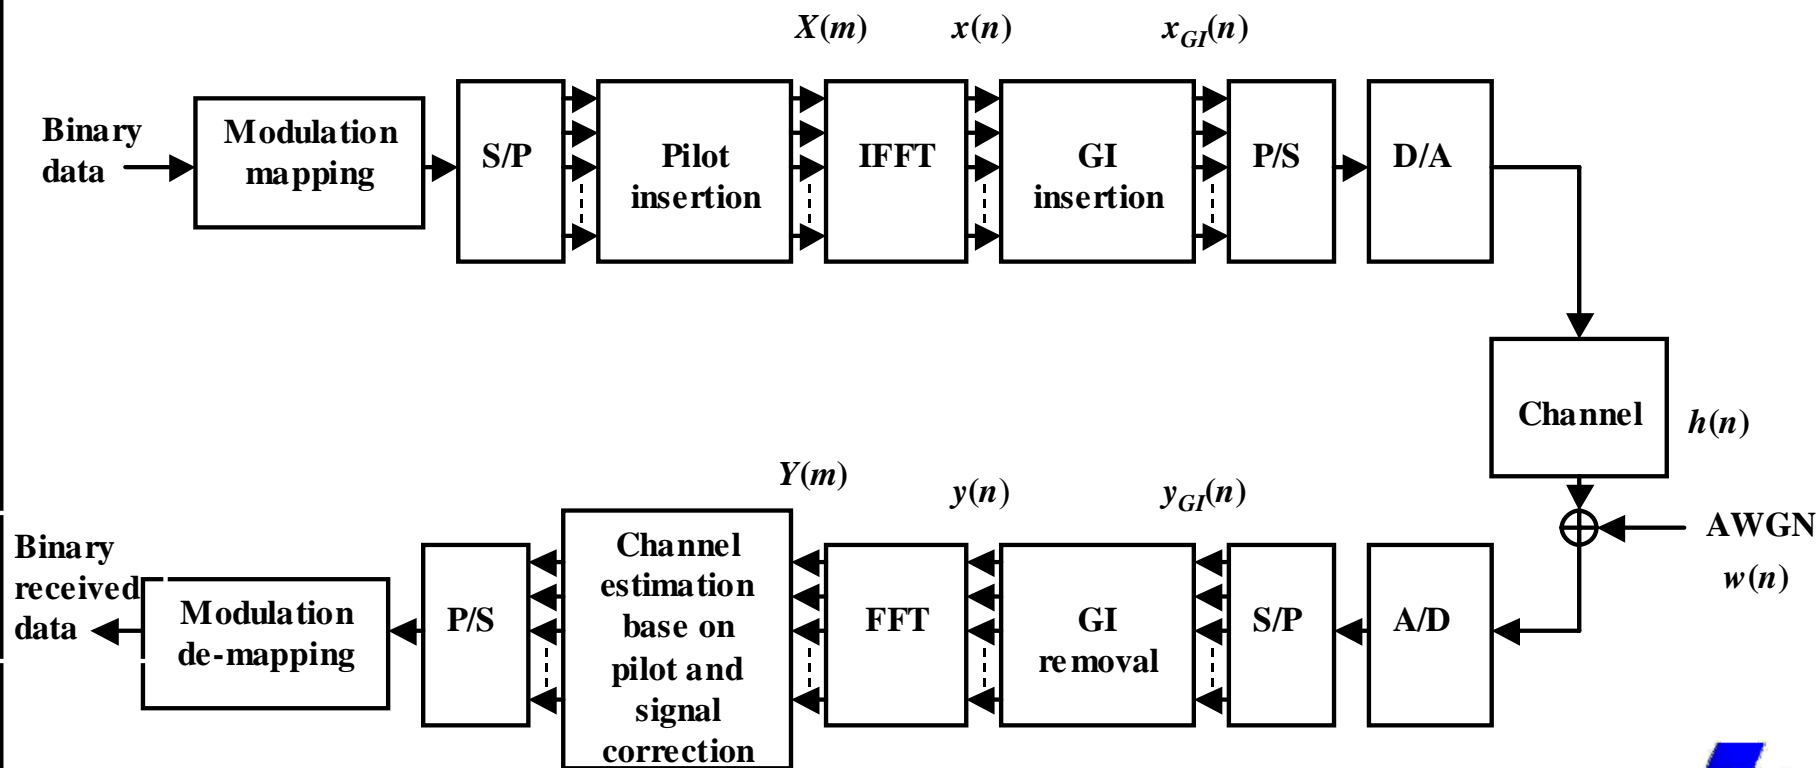 X(m)
x(n)
x_GI(n)
Binary
data
Modulation
mapping
S/P
Pilot
insertion
IFFT
GI
insertion
P/S
D/A
Channel
h(n)
AWGN
w(n)
A/D
S/P
y_GI(n)
GI
removal
y(n)
FFT
Y(m)
Channel
estimation
base on
pilot and
signal
correction
P/S
Modulation
de-mapping
Binary
received
data